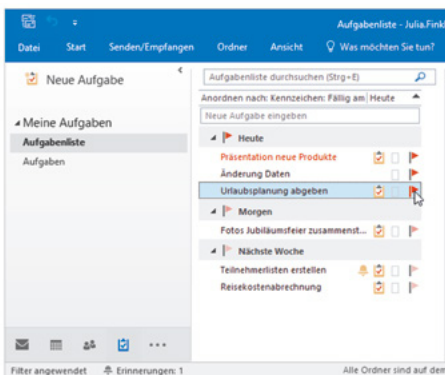 Aufgabenliste - Julia.Fink
Datei Start Senden/Empfangen Ordner Ansicht Was möchten Sie tun?
Neue Aufgabe
Meine Aufgaben
Aufgabenliste
Aufgaben
Aufgabenliste durchsuchen (Strg+E)
Anordnen nach: Kennzeichen: Fällig am Heute
Neue Aufgabe eingeben
Heute
Präsentation neue Produkte
Änderung Daten
Urlaubsplanung abgeben
Morgen
Fotos Jubiläumsfeier zusammenst...
Nächste Woche
Teilnehmerlisten erstellen
Reisekostenabrechnung
Filter angewendet Erinnerungen: 1 Alle Ordner sind auf dem